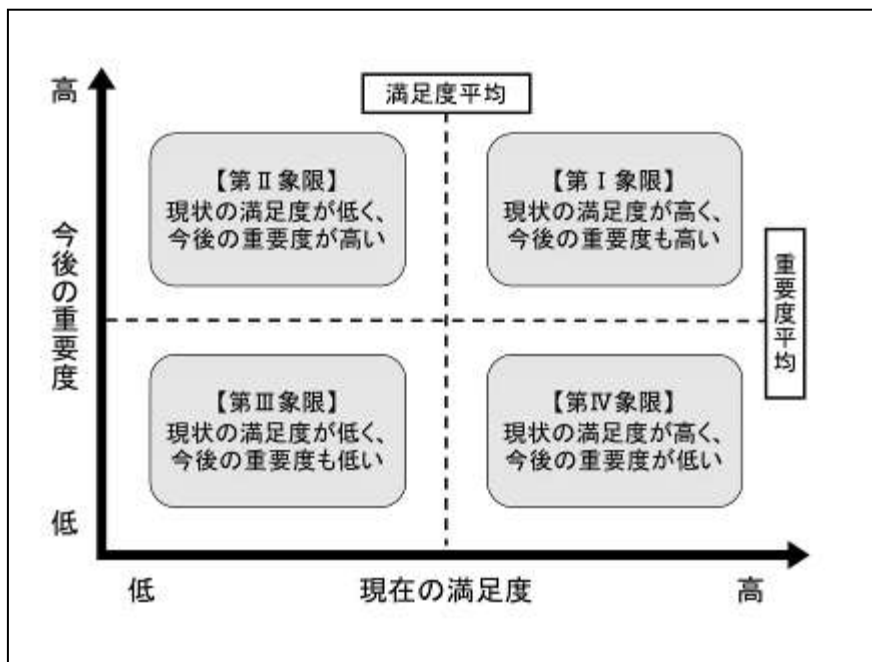 高
満足度平均
【第Ⅱ象限】
現状の満足度が低く、
今後の重要度が高い
【第Ⅰ象限】
現状の満足度が高く、
今後の重要度も高い
今後の重要度
重要度平均
【第Ⅲ象限】
現状の満足度が低く、
今後の重要度も低い
【第Ⅳ象限】
現状の満足度が高く、
今後の重要度が低い
低
低
現在の満足度
高